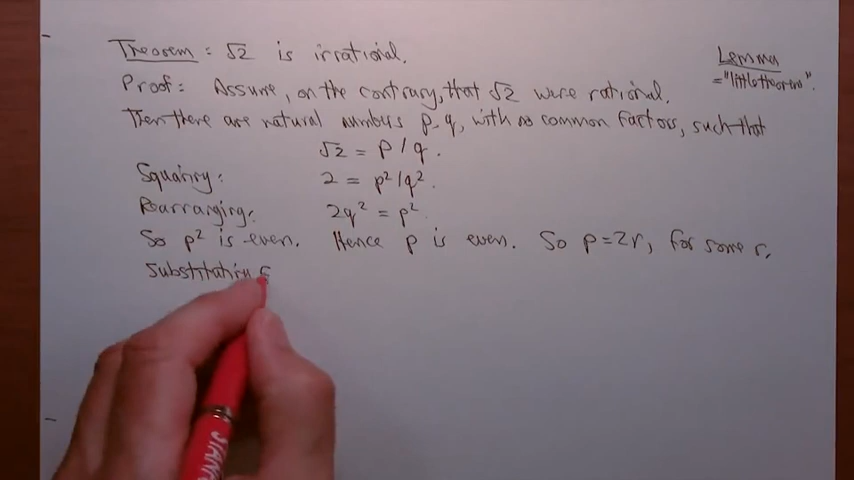 Theorem: √2 is irrational.
Lemma
= "little theorem".
Proof: Assume, on the contrary, that √2 were rational.
Then there are natural numbers p, q, with no common factors, such that
√2 = p / q.
Squaring: 2 = p²/q².
Rearranging: 2q² = p².
So p² is even. Hence p is even. So p=2r, for some r.
Substituting
STAN